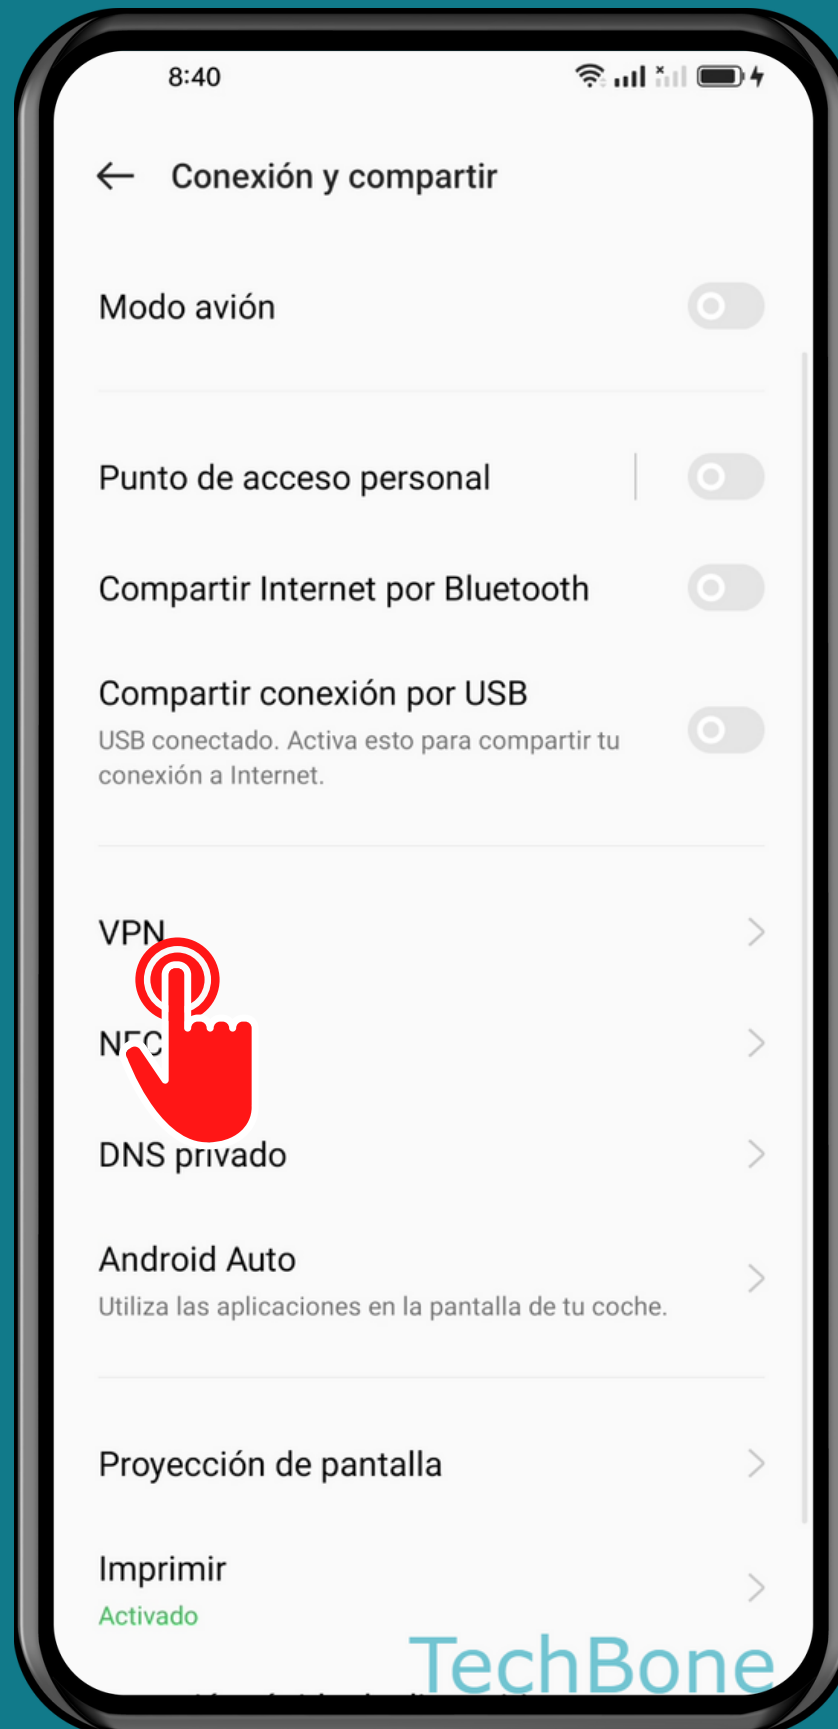 8:40
Conexión y compartir
Modo avión
Punto de acceso personal
Compartir Internet por Bluetooth
Compartir conexión por USB
USB conectado. Activa esto para compartir tu
conexión a Internet.
VPN
NFC
DNS privado
Android Auto
Utiliza las aplicaciones en la pantalla de tu coche.
Proyección de pantalla
Imprimir
Activado
TechBone